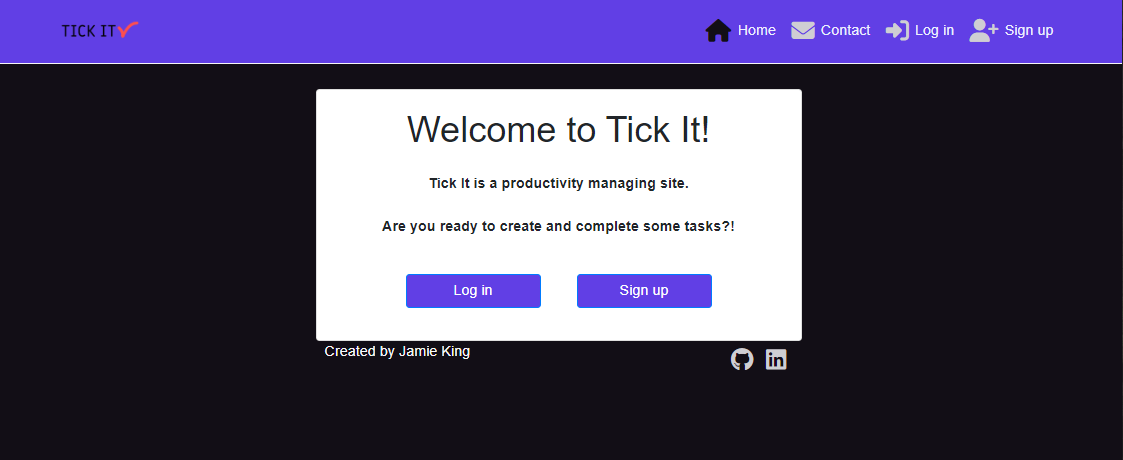 TICK IT
Home
Contact
Log in
Sign up
Welcome to Tick It!
Tick It is a productivity managing site.
Are you ready to create and complete some tasks?!
Log in
Sign up
Created by Jamie King
in